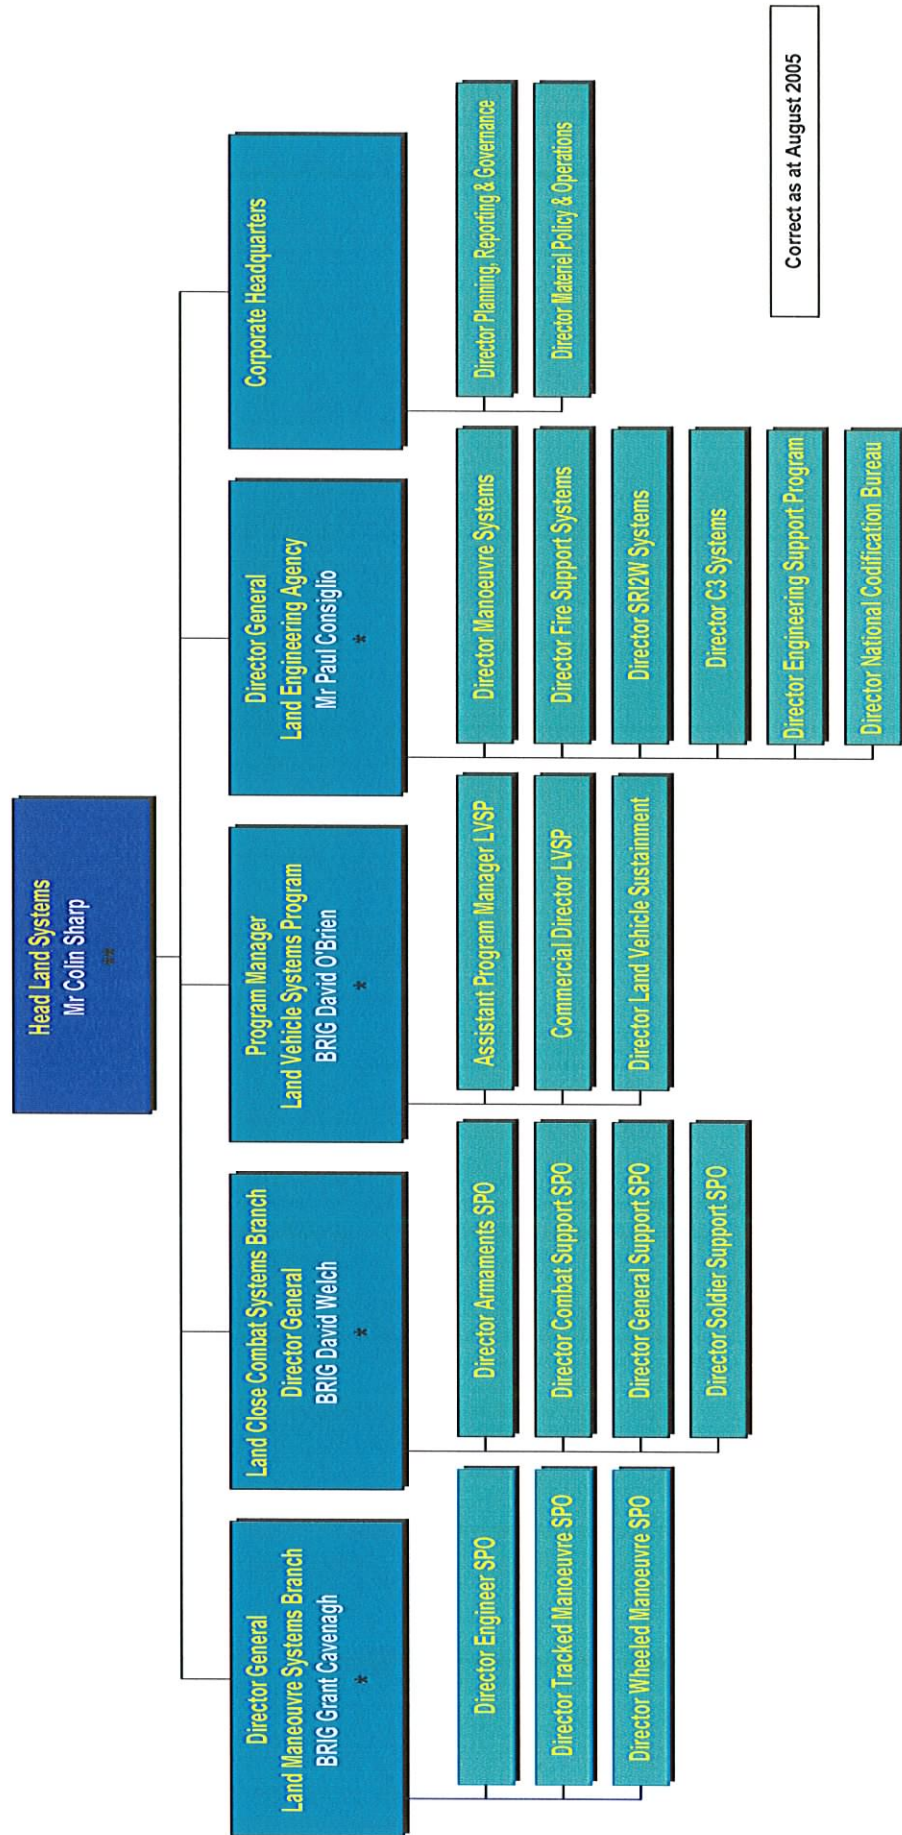 Head Land Systems
Mr Colin Sharp
**
Director General
Land Maneouvre Systems Branch
BRIG Grant Cavenagh
*
Director Engineer SPO
Director Tracked Manoeuvre SPO
Director Wheeled Manoeuvre SPO
Land Close Combat Systems Branch
Director General
BRIG David Welch
*
Director Armaments SPO
Director Combat Support SPO
Director General Support SPO
Director Soldier Support SPO
Program Manager
Land Vehicle Systems Program
BRIG David O'Brien
*
Assistant Program Manager LVSP
Commercial Director LVSP
Director Land Vehicle Sustainment
Director General
Land Engineering Agency
Mr Paul Consiglio
*
Director Manoeuvre Systems
Director Fire Support Systems
Director SRI2W Systems
Director C3 Systems
Director Engineering Support Program
Director National Codification Bureau
Corporate Headquarters
Director Planning, Reporting & Governance
Director Materiel Policy & Operations
Correct as at August 2005